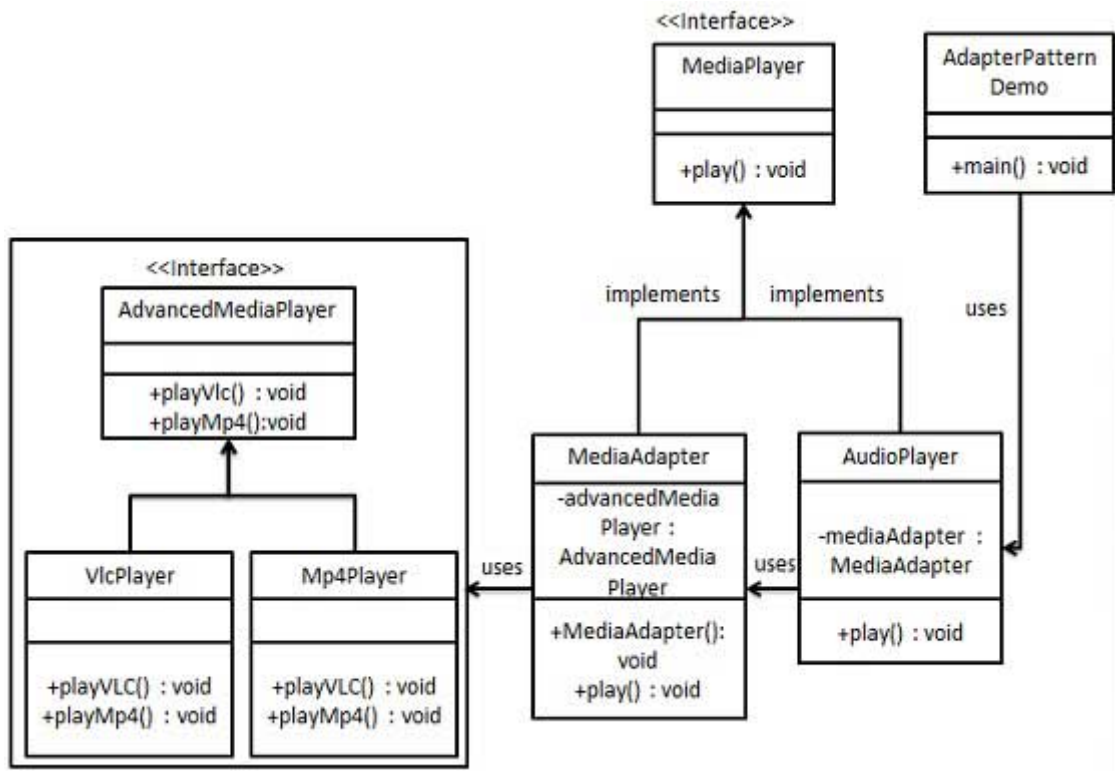 <<Interface>>
MediaPlayer
+play() : void
AdapterPattern
Demo
+main() : void
implements
implements
uses
<<Interface>>
AdvancedMediaPlayer
+playVlc() : void
+playMp4():void
VlcPlayer
+playVLC() : void
+playMp4() : void
Mp4Player
+playVLC() : void
+playMp4() : void
uses
MediaAdapter
-advancedMedia
Player :
AdvancedMedia
Player
+MediaAdapter():
void
+play() : void
uses
AudioPlayer
-mediaAdapter :
MediaAdapter
+play() : void